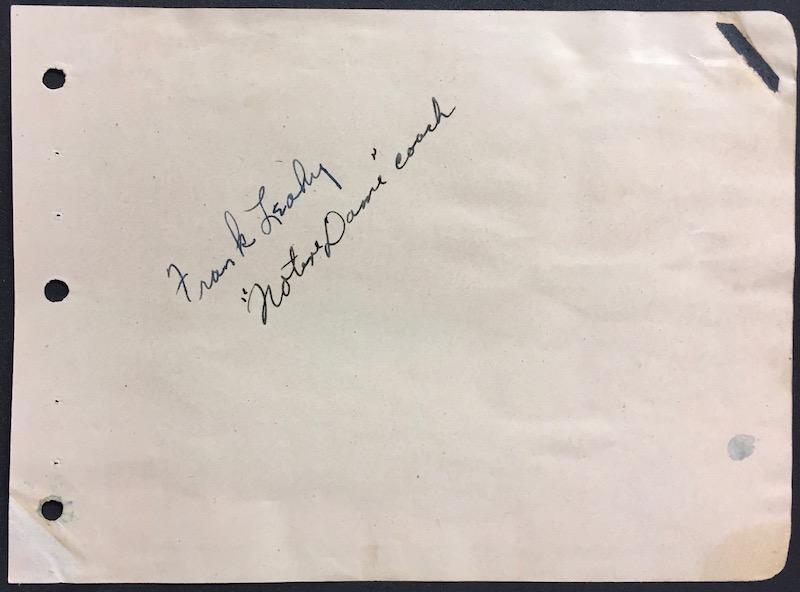 Frank Leahy
"Notre Dame" coach